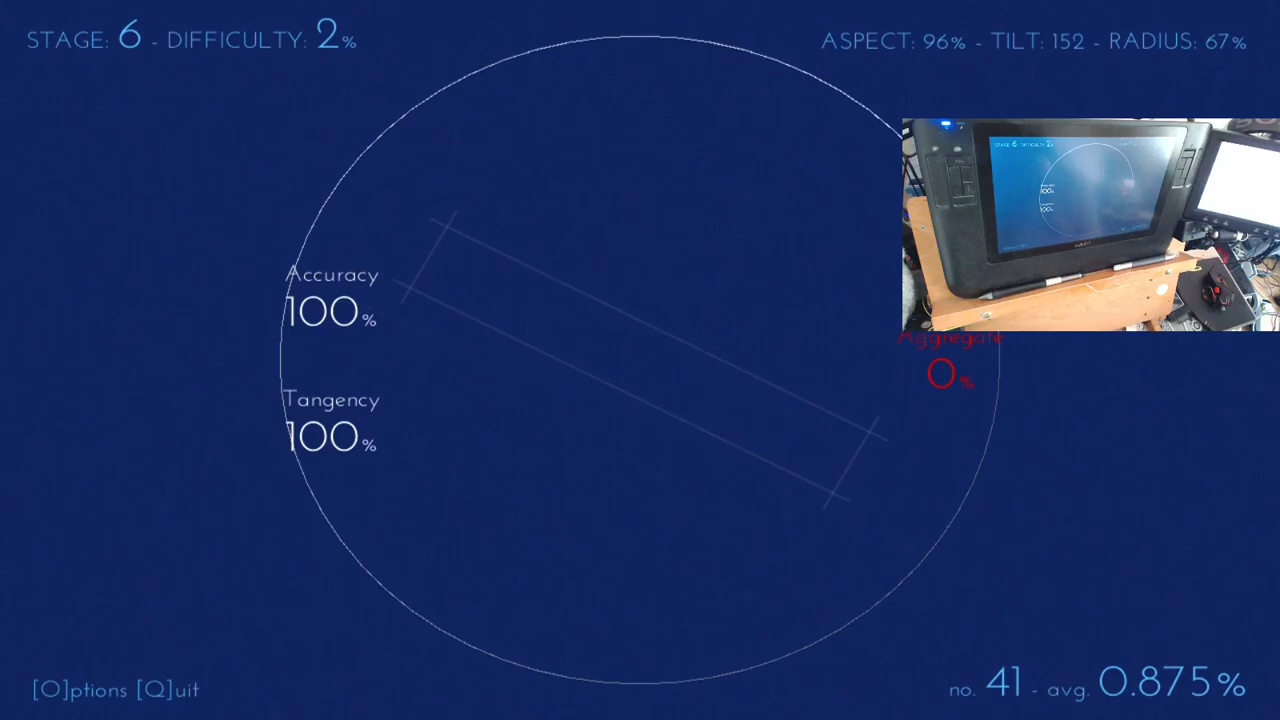 STAGE: 6 - DIFFICULTY: 2%
ASPECT: 96% - TILT: 152 - RADIUS: 67%
Accuracy
100%
Tangency
100%
Aggregate
0%
[O]ptions [Q]uit
no. 41 - avg. 0.875%